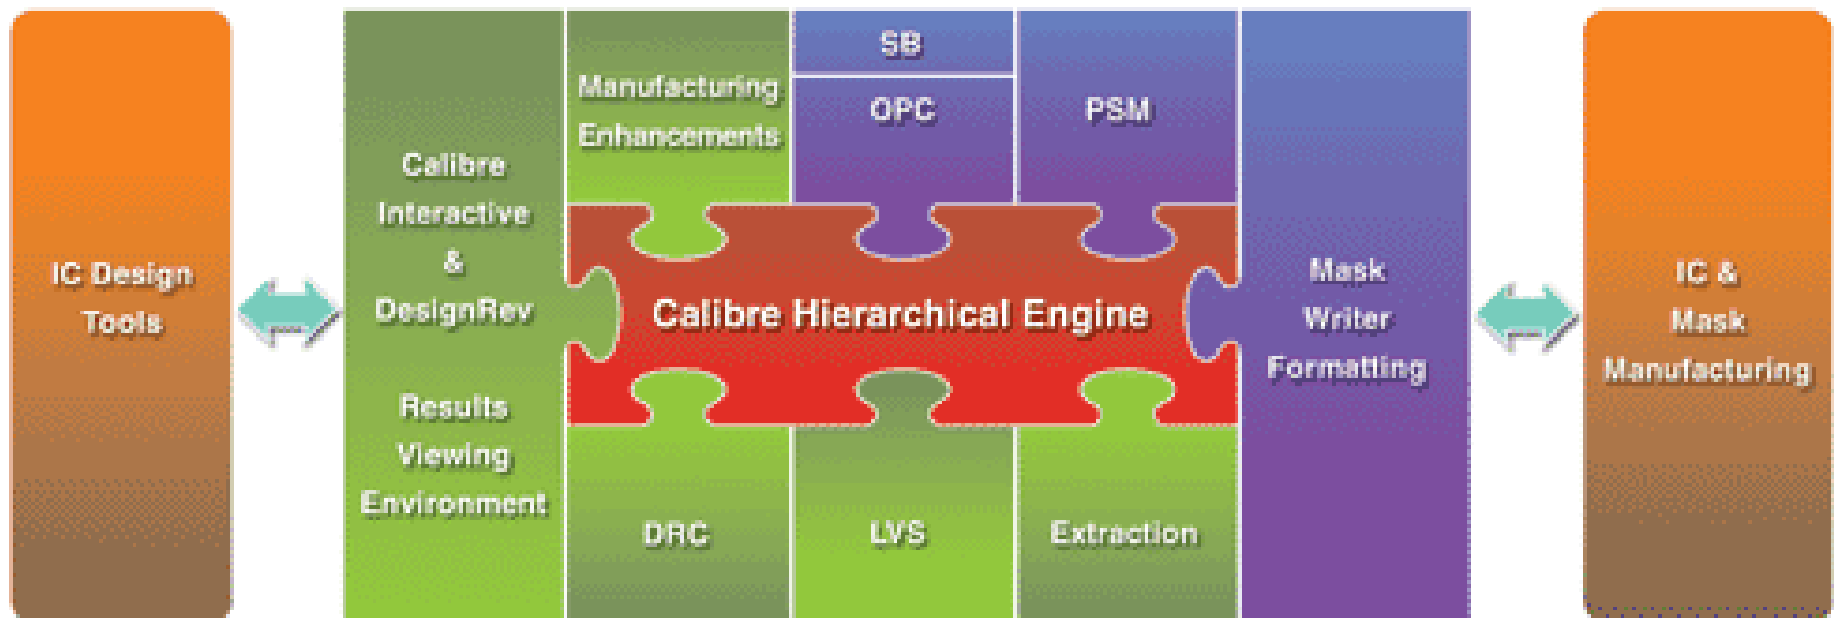 IC Design
Tools
Calibre
Interactive
&
DesignRev
Results
Viewing
Environment
Manufacturing
Enhancements
SB
OPC
PSM
Calibre Hierarchical Engine
DRC
LVS
Extraction
Mask
Writer
Formatting
IC &
Mask
Manufacturing